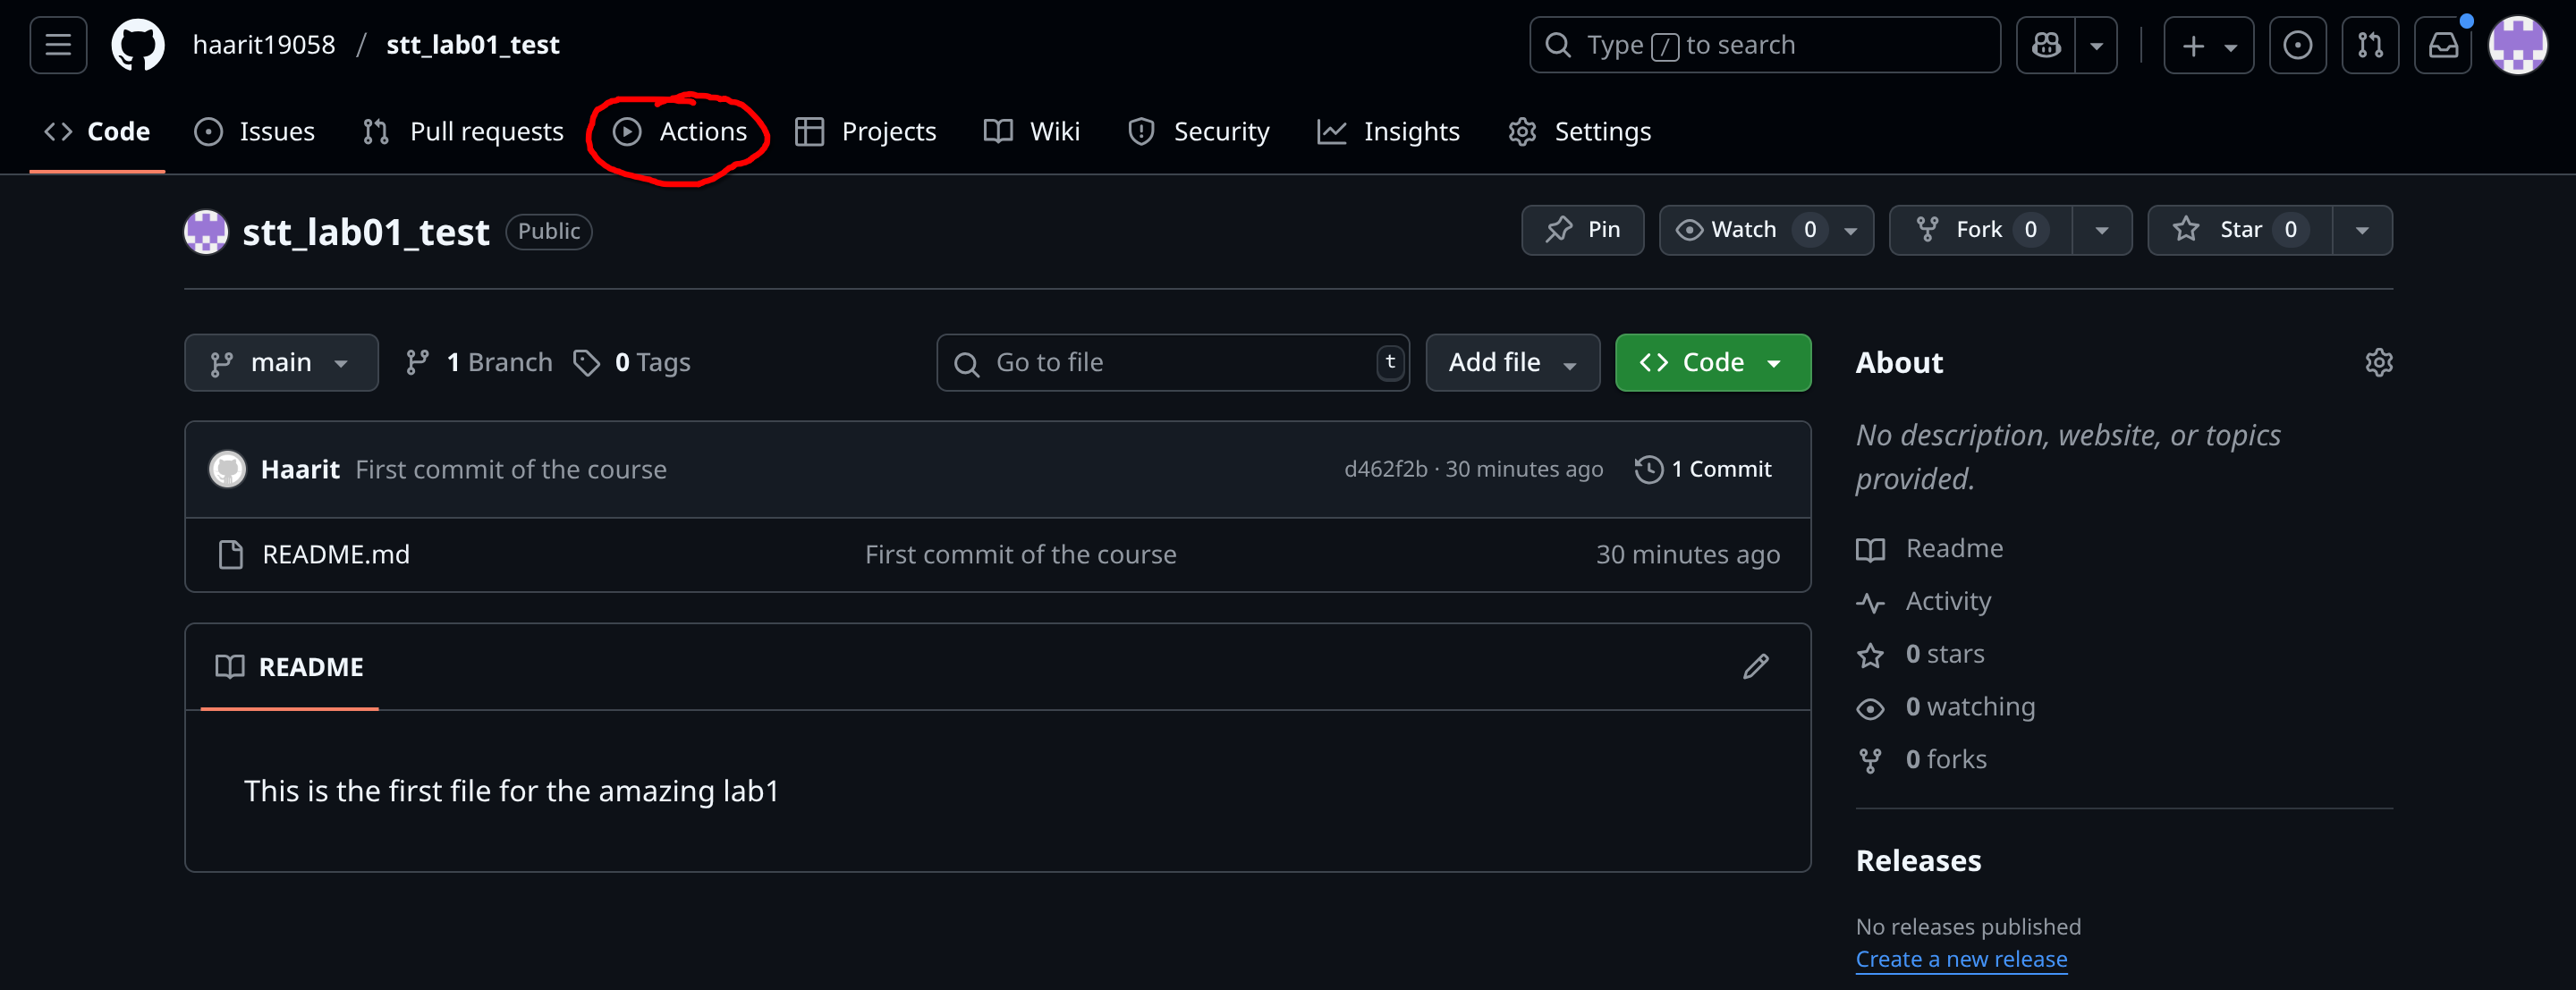 haarit19058 / stt_lab01_test
Type / to search
Code Issues Pull requests Actions Projects Wiki Security Insights Settings
stt_lab01_test Public
Pin Watch 0 Fork 0 Star 0
main 1 Branch 0 Tags Go to file t Add file Code
Haarit First commit of the course d462f2b · 30 minutes ago 1 Commit
README.md First commit of the course 30 minutes ago
README
This is the first file for the amazing lab1
About
No description, website, or topics
provided.
Readme
Activity
0 stars
0 watching
0 forks
Releases
No releases published
Create a new release